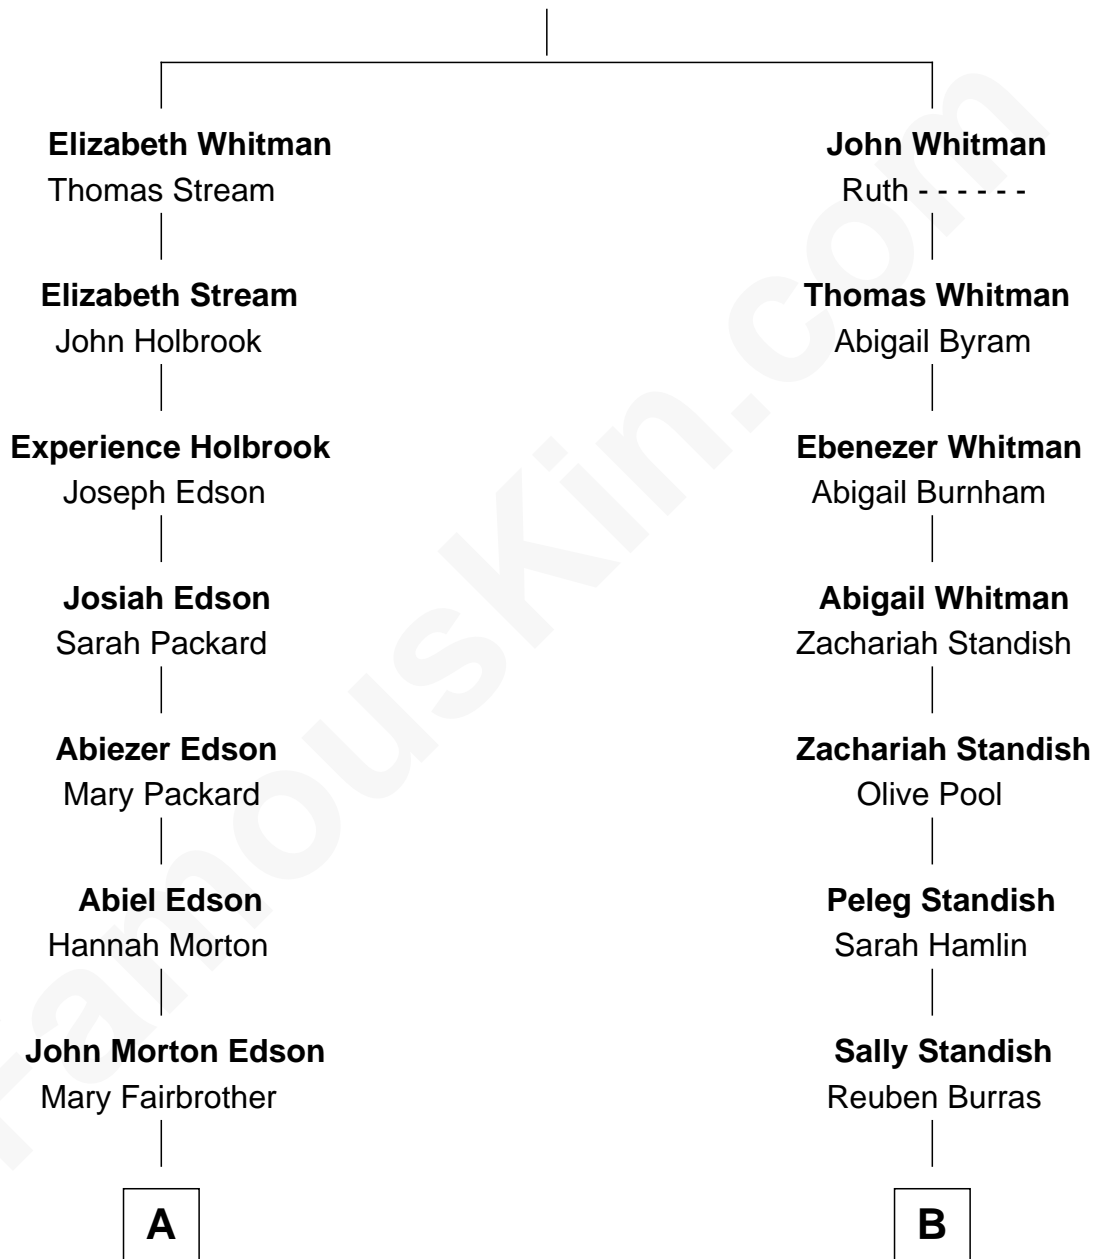 Elizabeth Whitman
Thomas Stream
Elizabeth Stream
John Holbrook
Experience Holbrook
Joseph Edson
Josiah Edson
Sarah Packard
Abiezer Edson
Mary Packard
Abiel Edson
Hannah Morton
John Morton Edson
Mary Fairbrother
A
John Whitman
Ruth - - - - - -
Thomas Whitman
Abigail Byram
Ebenezer Whitman
Abigail Burnham
Abigail Whitman
Zachariah Standish
Zachariah Standish
Olive Pool
Peleg Standish
Sarah Hamlin
Sally Standish
Reuben Burras
B
FamousKin.com